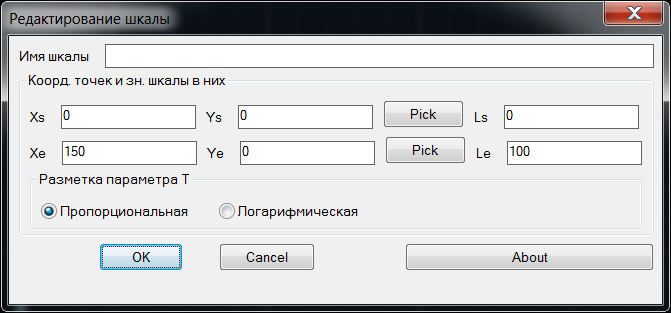 Редактирование шкалы
Имя шкалы
Коорд. точек и зн. шкалы в них
Xs 0 Ys 0 Pick Ls 0
Xe 150 Ye 0 Pick Le 100
Разметка параметра T
Пропорциональная Логарифмическая
OK Cancel About